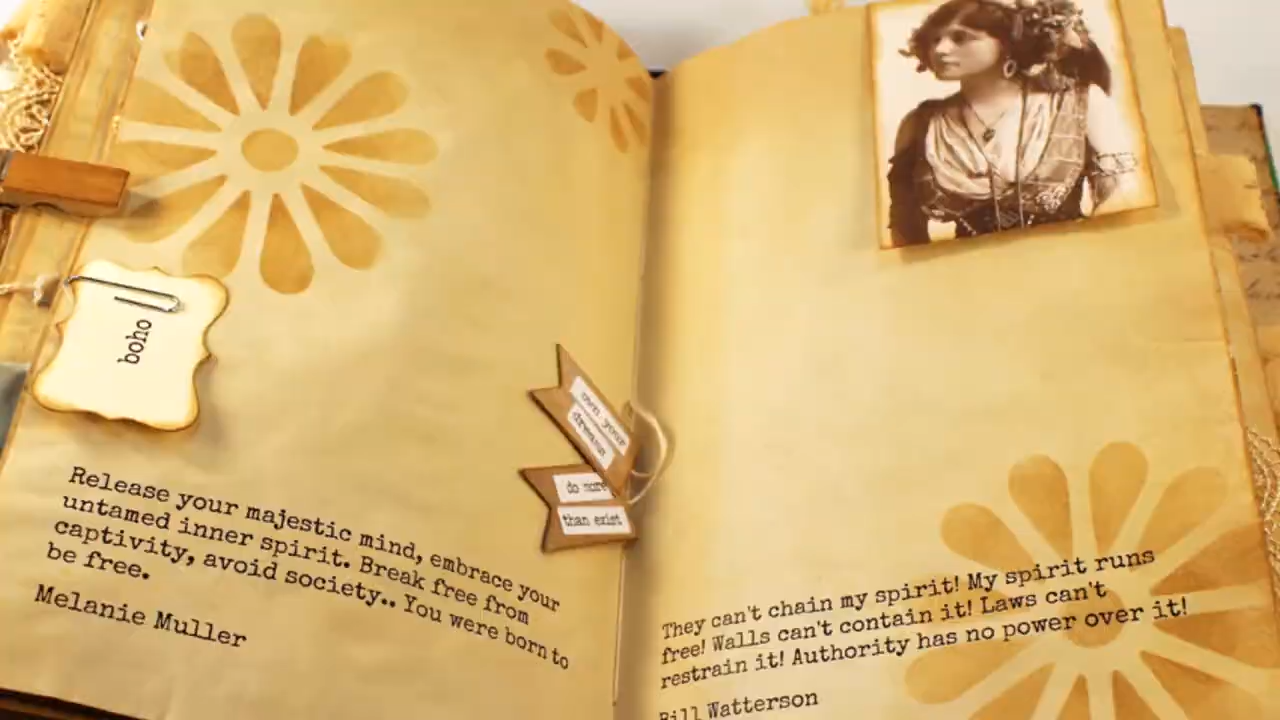 boho
own your
dreams
do more
than exist
Release your majestic mind, embrace your
untamed inner spirit. Break free from
captivity, avoid society.. You were born to
be free.
Melanie Muller
They can't chain my spirit! My spirit runs
free! Walls can't contain it! Laws can't
restrain it! Authority has no power over it!
Bill Watterson